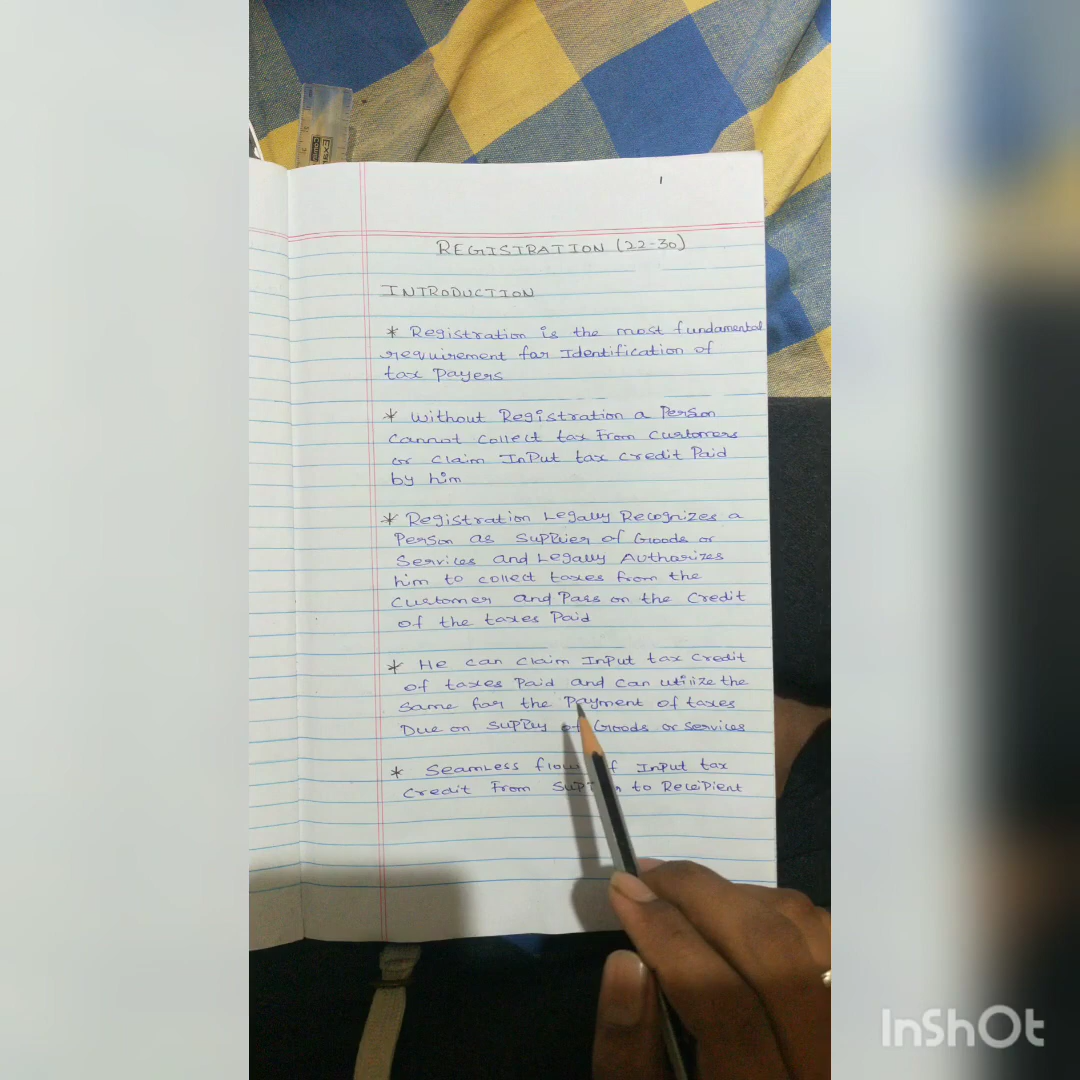 1
REGISTRATION (22-30)
INTRODUCTION
* Registration is the most fundamental
requirement for Identification of
tax payers
* without Registration a Person
cannot collect tax From customers
or claim InPut tax credit Paid
by him
* Registration Legally Recognizes a
Person as supplier of Goods or
Services and Legally Authorizes
him to collect taxes from the
customer and Pass on the credit
of the taxes Paid
* He can claim InPut tax credit
of taxes Paid and can utilize the
same for the Payment of taxes
Due on supply of Goods or services
* Seamless flow of InPut tax
credit From to Recipient
InShOt